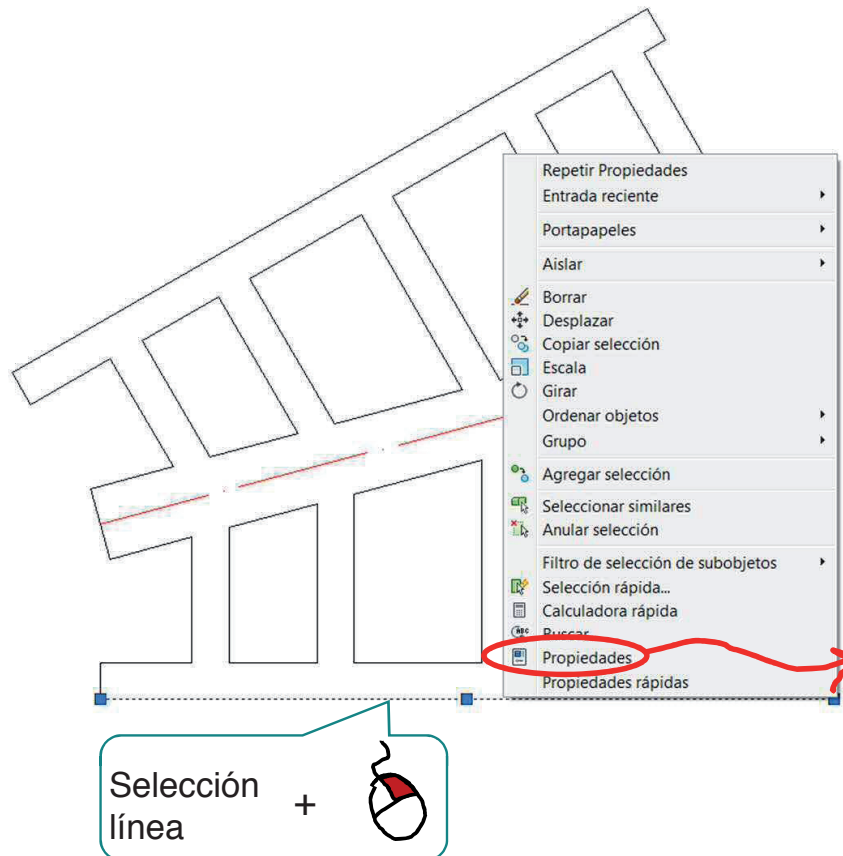 Repetir Propiedades
Entrada reciente
Portapapeles
Aislar
Borrar
Desplazar
Copiar selección
Escala
Girar
Ordenar objetos
Grupo
Agregar selección
Seleccionar similares
Anular selección
Filtro de selección de subobjetos
Selección rápida...
Calculadora rápida
Buscar
Propiedades
Propiedades rápidas
Selección
línea
+